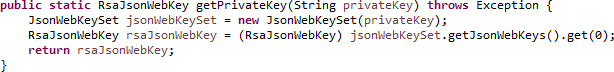 public static RsaJsonWebKey getPrivateKey(String privateKey) throws Exception {
    JsonWebKeySet jsonWebKeySet = new JsonWebKeySet(privateKey);
    RsaJsonWebKey rsaJsonWebKey = (RsaJsonWebKey) jsonWebKeySet.getJsonWebKeys().get(0);
    return rsaJsonWebKey;
}